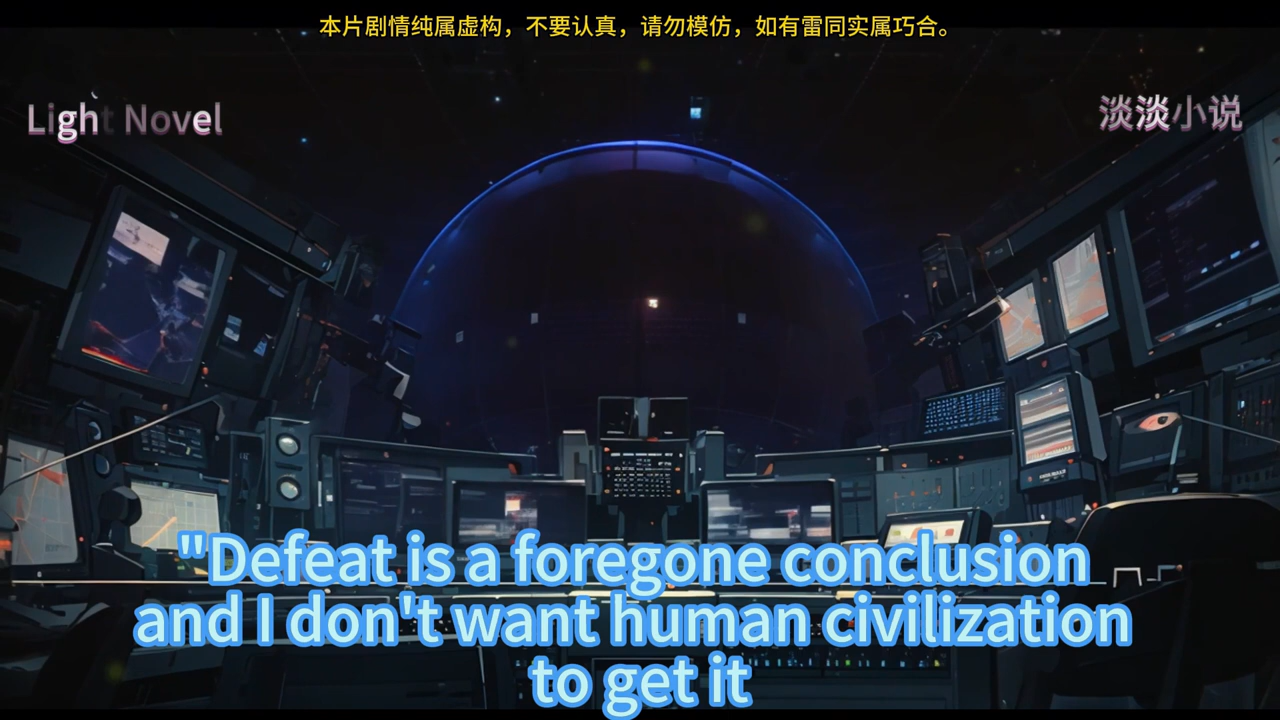 本片剧情纯属虚构，不要认真，请勿模仿，如有雷同实属巧合。
Light Novel
淡淡小说
"Defeat is a foregone conclusion
and I don't want human civilization
to get it